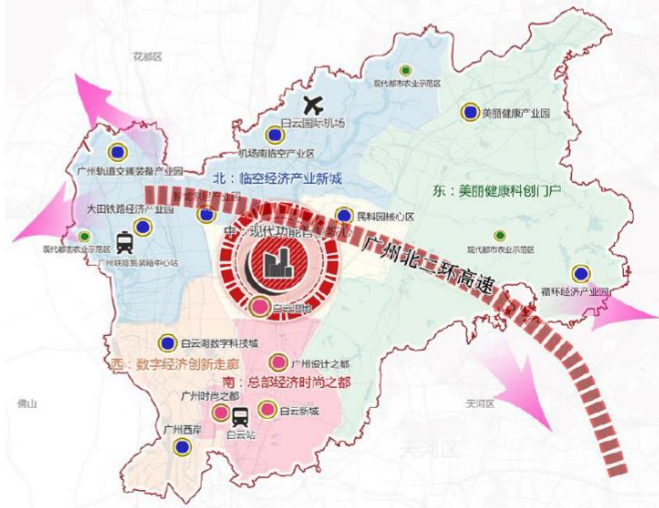 花都区
现代都市农业示范区
白云国际机场
美丽健康产业园
机场南临空产业区
广州轨道交通装备产业园
北：临空经济产业新城
东：美丽健康科创门户
大田铁路经济产业园
民科园核心区
中：现代功能
现代都市农业示范区
广州铁路集装箱中心站
广州北二环高速
现代都市农业示范区
循环经济产业园
白云湖数字科技城
西：数字经济创新走廊
广州设计之都
南：总部经济时尚之都
佛山
广州时尚之都
白云新城
天河区
白云站
广州西岸
天河区